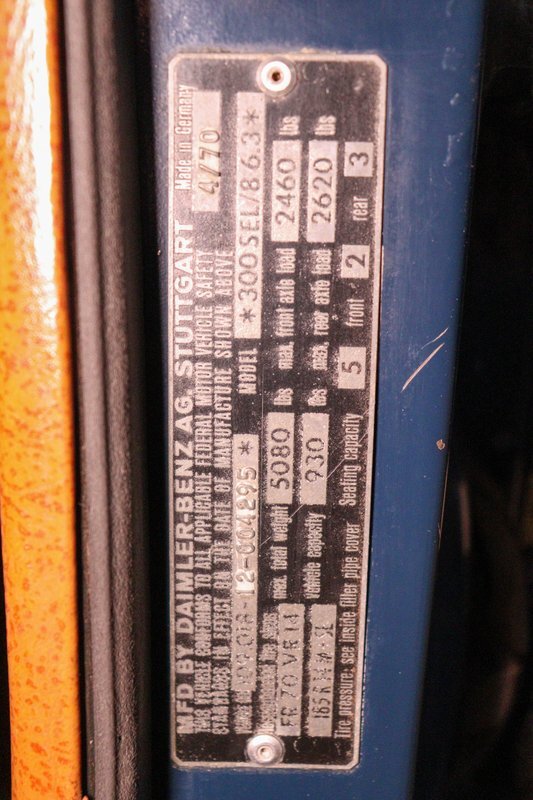 MFD BY DAIMLER-BENZ AG. STUTTGART Made in Germany
THIS VEHICLE CONFORMS TO ALL APPLICABLE FEDERAL MOTOR VEHICLE SAFETY 4/70
STANDARDS IN EFFECT ON THE DATE OF MANUFACTURE SHOWN ABOVE
12-004295 * MODEL *300SEL/8 6.3*
max. total weight 5080 lbs max. front axle load 2460 lbs
FR 70 VR 14 vehicle capacity 930 lbs max. rear axle load 2620 lbs
Tire pressure: see inside filler pipe cover Seating capacity 5 front 2 rear 3